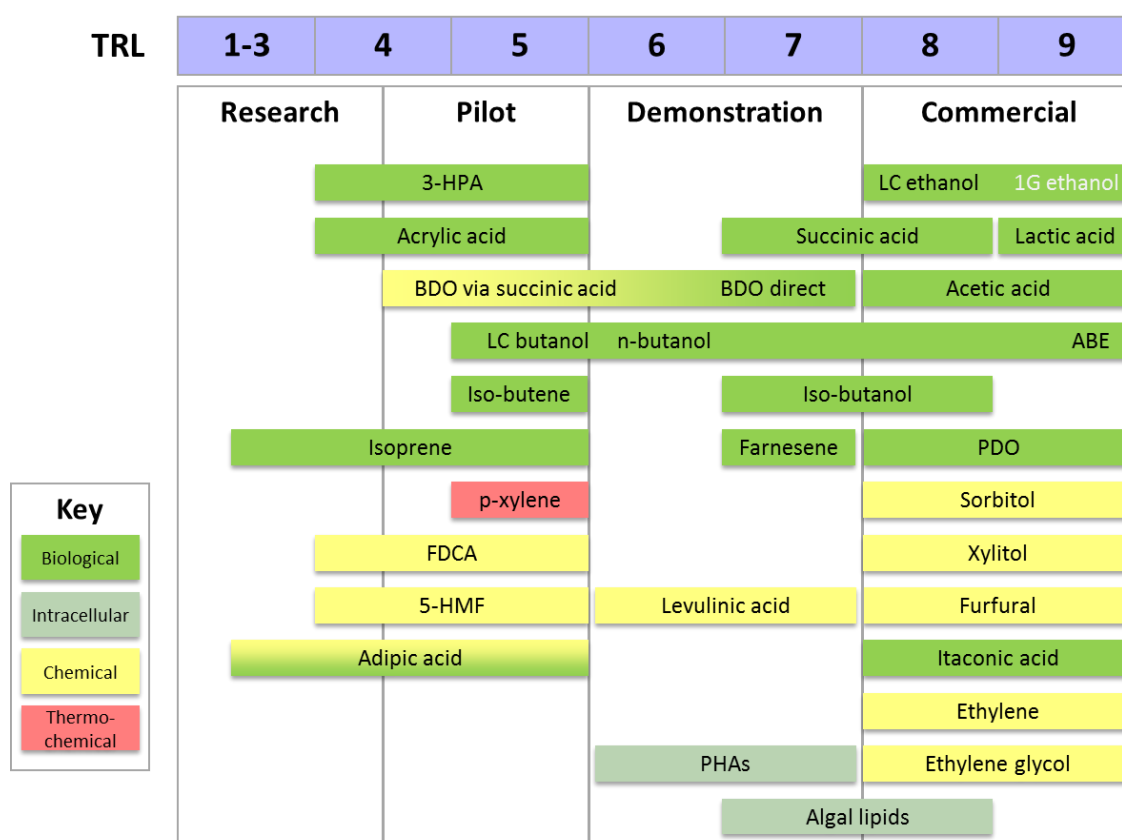 TRL 1-3 4 5 6 7 8 9
Research Pilot Demonstration Commercial
3-HPA LC ethanol 1G ethanol
Acrylic acid Succinic acid Lactic acid
BDO via succinic acid BDO direct Acetic acid
LC butanol n-butanol ABE
Iso-butene Iso-butanol
Isoprene Farnesene PDO
p-xylene Sorbitol
FDCA Xylitol
5-HMF Levulinic acid Furfural
Adipic acid Itaconic acid
Ethylene
PHAs Ethylene glycol
Algal lipids
Key
Biological
Intracellular
Chemical
Thermo-
chemical